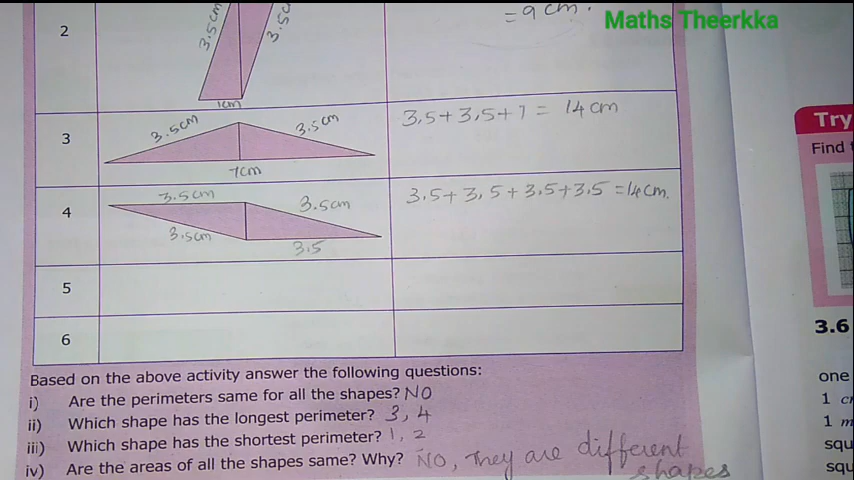 Maths Theerkka
= 9 cm.
2
3.5cm
3.5c
1cm
3
3.5cm
3.5cm
7cm
3.5+3.5+7 = 14 cm
4
3.5cm
3.5cm
3.5cm
3.5
3.5+3.5+3.5+3.5 =14cm.
5
6
Based on the above activity answer the following questions:
i) Are the perimeters same for all the shapes? NO
ii) Which shape has the longest perimeter? 3, 4
iii) Which shape has the shortest perimeter? 1, 2
iv) Are the areas of all the shapes same? Why? NO, They are different
shapes
Try
Find
3.6
one
1 c
1 m
squ
squ